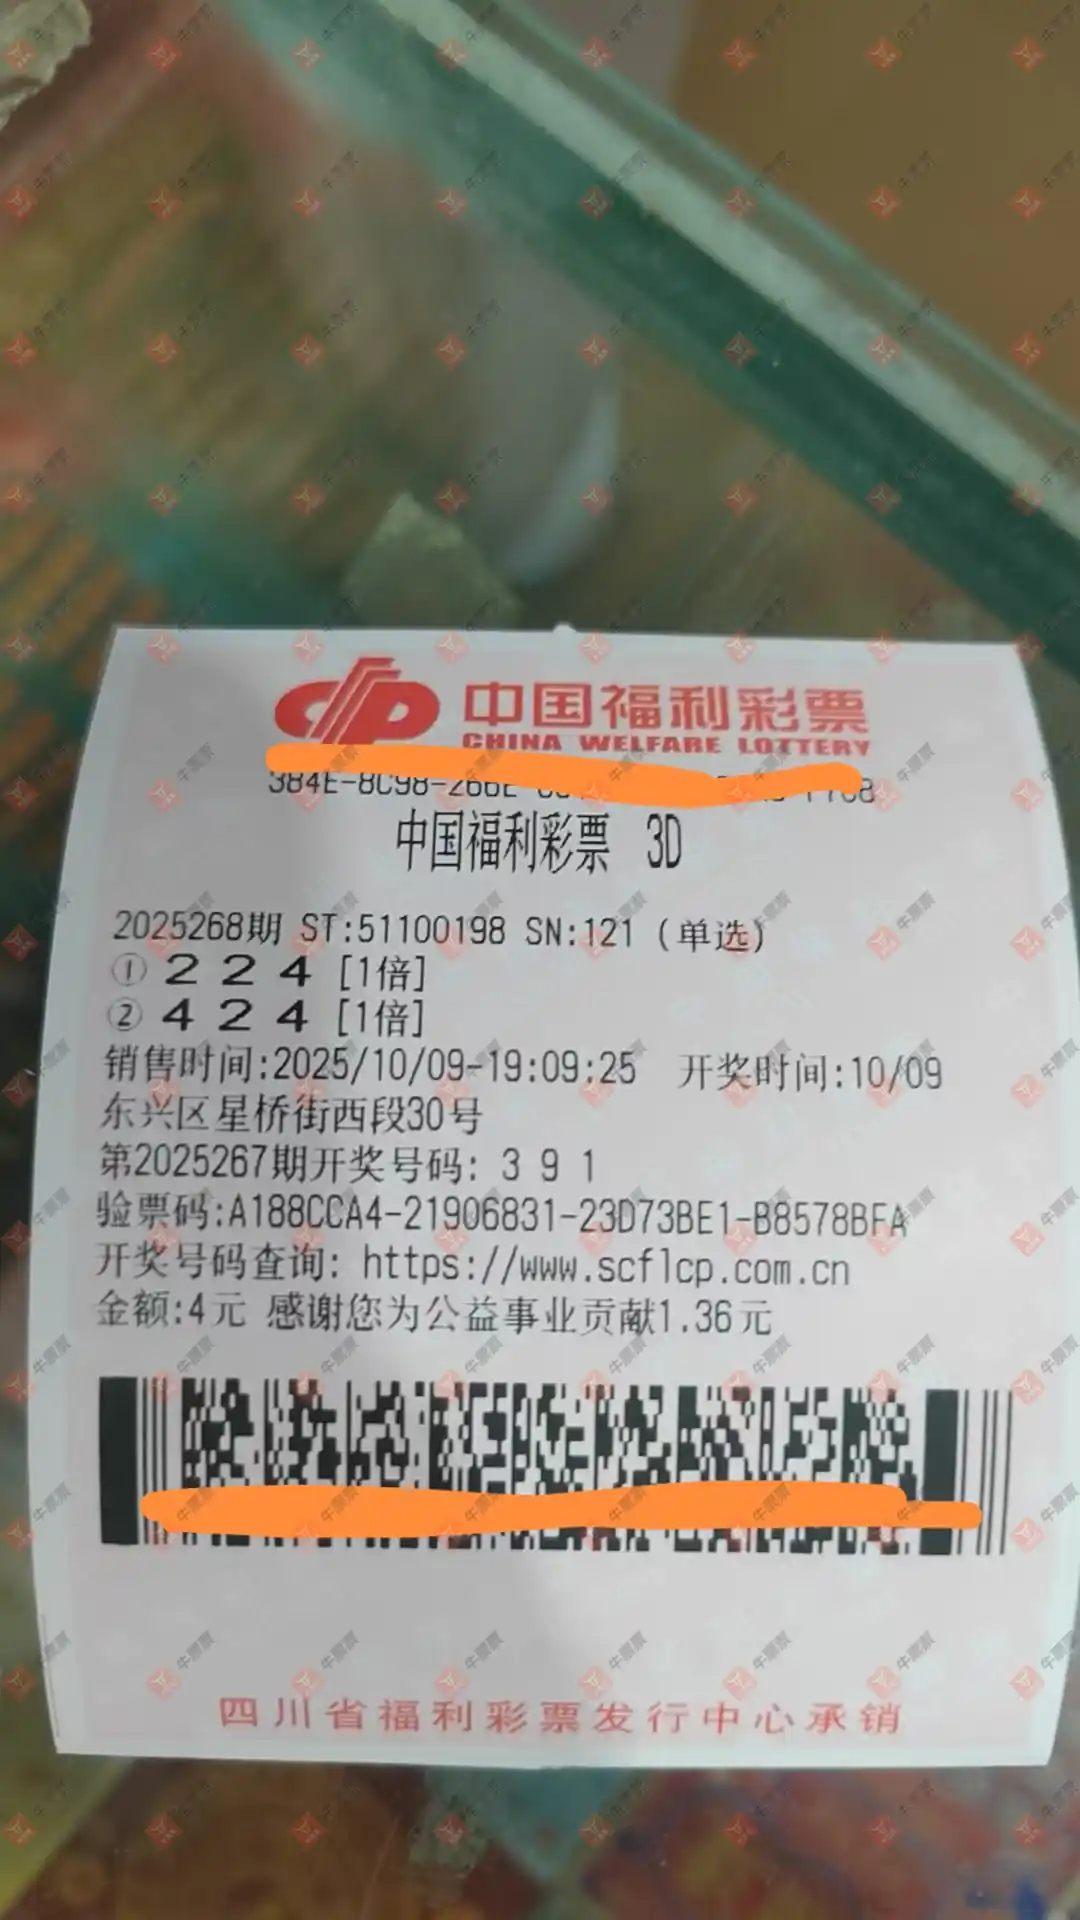 中国福利彩票
CHINA WELFARE LOTTERY
384E-8C98-266E
中国福利彩票 3D
2025268期 ST:51100198 SN:121 (单选)
① 2 2 4 [1倍]
② 4 2 4 [1倍]
销售时间:2025/10/09-19:09:25 开奖时间:10/09
东兴区星桥街西段30号
第2025267期开奖号码: 3 9 1
验票码:A188CCA4-21906831-23D73BE1-B8578BFA
开奖号码查询: https://www.scflcp.com.cn
金额:4元 感谢您为公益事业贡献1.36元
四川省福利彩票发行中心承销